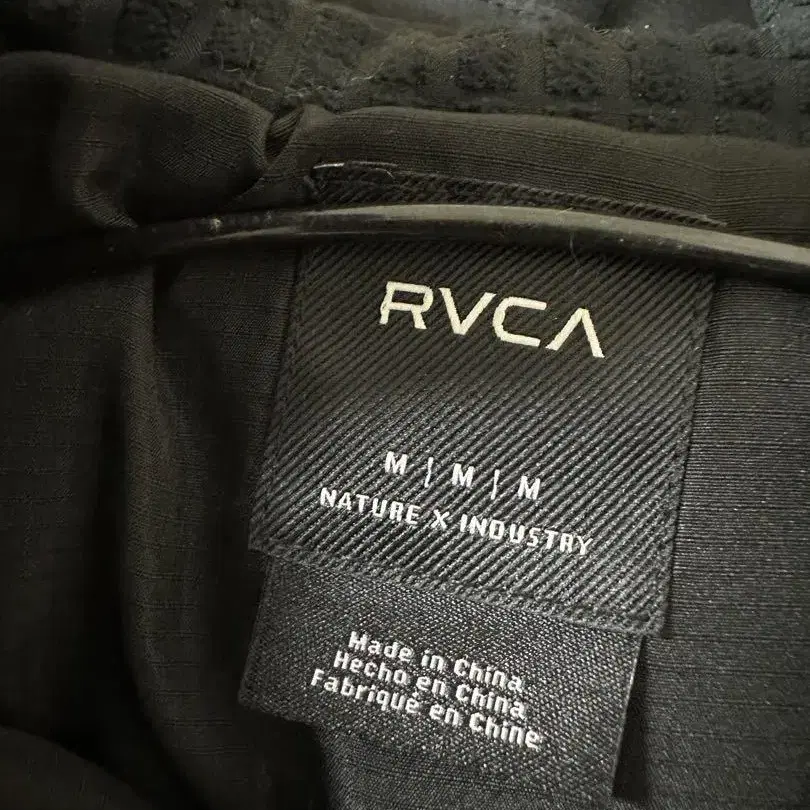 RVCA
M | M | M
NATURE X INDUSTRY
Made in China
Hecho en China
Fabriqué en Chine